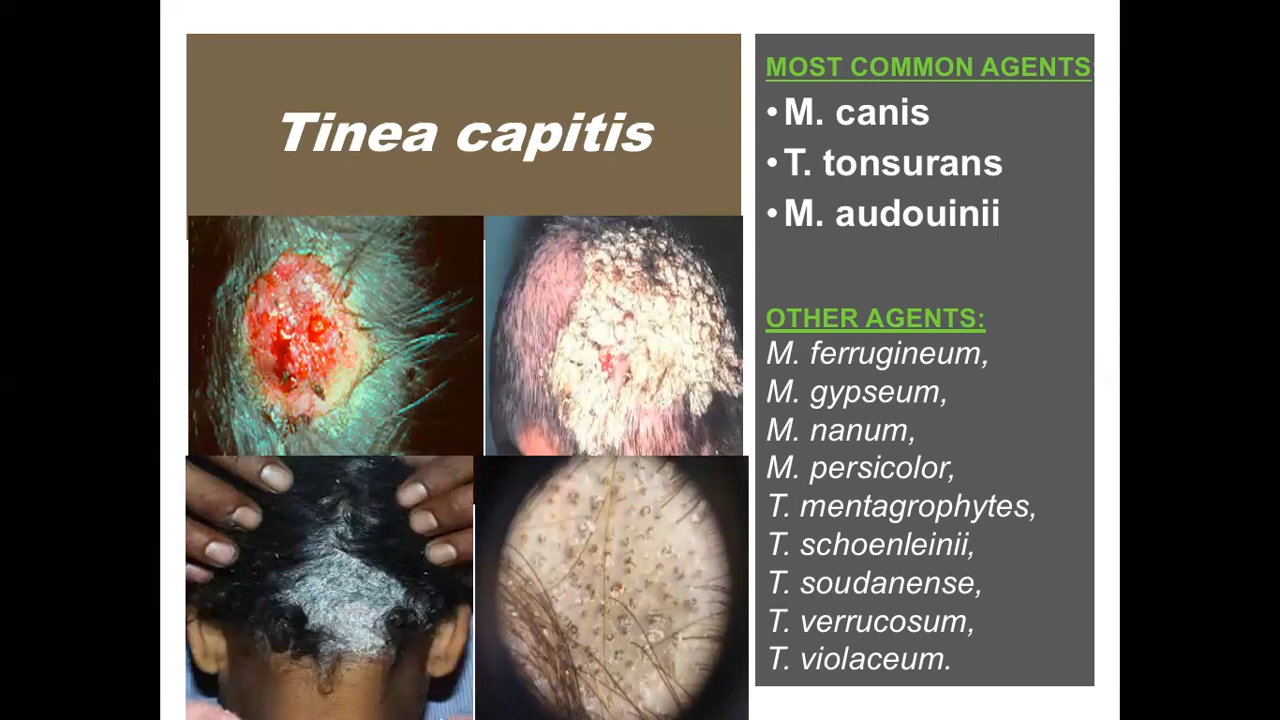 Tinea capitis
MOST COMMON AGENTS:
•M. canis
•T. tonsurans
•M. audouinii
OTHER AGENTS:
M. ferrugineum,
M. gypseum,
M. nanum,
M. persicolor,
T. mentagrophytes,
T. schoenleinii,
T. soudanense,
T. verrucosum,
T. violaceum.